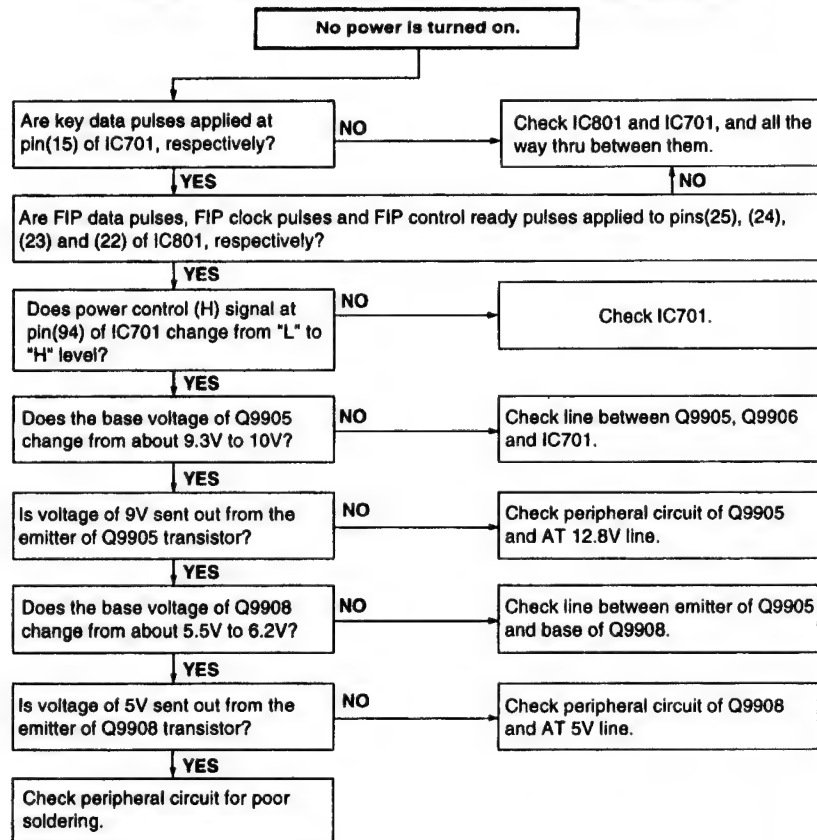 No power is turned on.
Are key data pulses applied at
pin(15) of IC701, respectively?
NO
Check IC801 and IC701, and all the
way thru between them.
YES
NO
Are FIP data pulses, FIP clock pulses and FIP control ready pulses applied to pins(25), (24),
(23) and (22) of IC801, respectively?
YES
Does power control (H) signal at
pin(94) of IC701 change from "L" to
"H" level?
NO
Check IC701.
YES
Does the base voltage of Q9905
change from about 9.3V to 10V?
NO
Check line between Q9905, Q9906
and IC701.
YES
Is voltage of 9V sent out from the
emitter of Q9905 transistor?
NO
Check peripheral circuit of Q9905
and AT 12.8V line.
YES
Does the base voltage of Q9908
change from about 5.5V to 6.2V?
NO
Check line between emitter of Q9905
and base of Q9908.
YES
Is voltage of 5V sent out from the
emitter of Q9908 transistor?
NO
Check peripheral circuit of Q9908
and AT 5V line.
YES
Check peripheral circuit for poor
soldering.